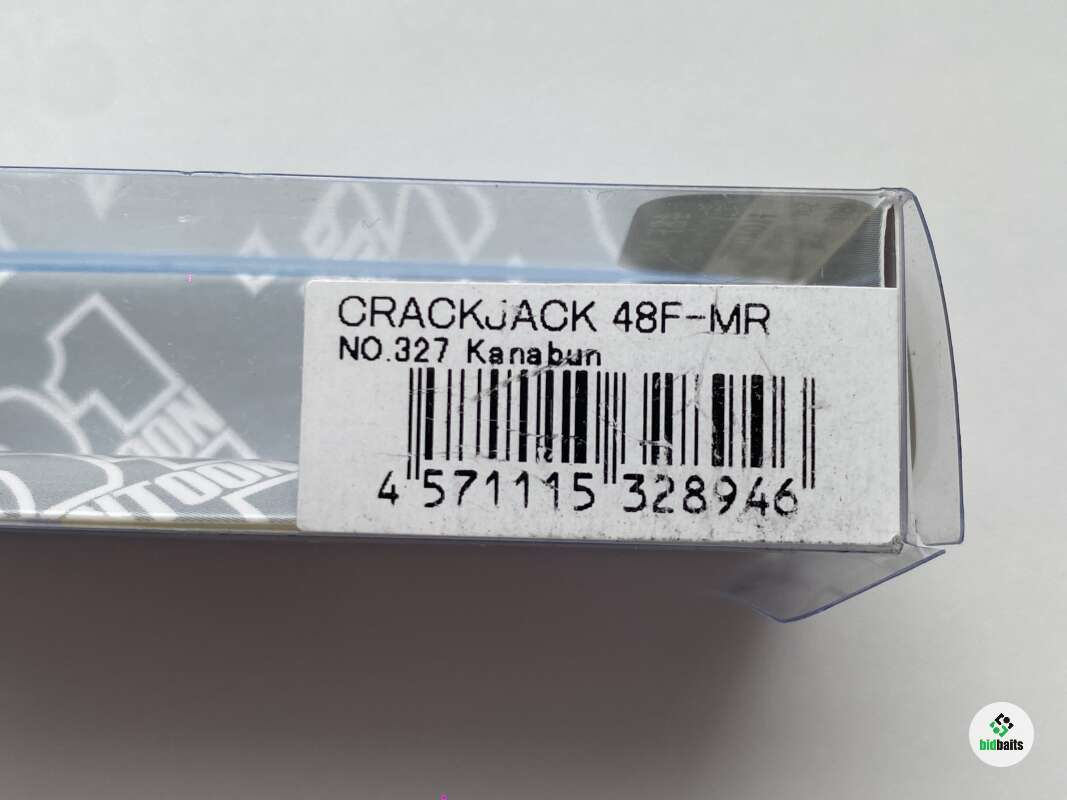 CRACKJACK 48F-MR
NO.327 Kanabun
4 571115 328946
bidbaits